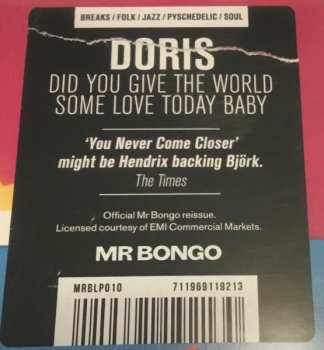 BREAKS / FOLK / JAZZ / PYSCHEDELIC / SOUL
DORIS
DID YOU GIVE THE WORLD
SOME LOVE TODAY BABY
‘You Never Come Closer’
might be Hendrix backing Björk.
The Times
Official Mr Bongo reissue.
Licensed courtesy of EMI Commercial Markets.
MR BONGO
MRBLP010 711969119213